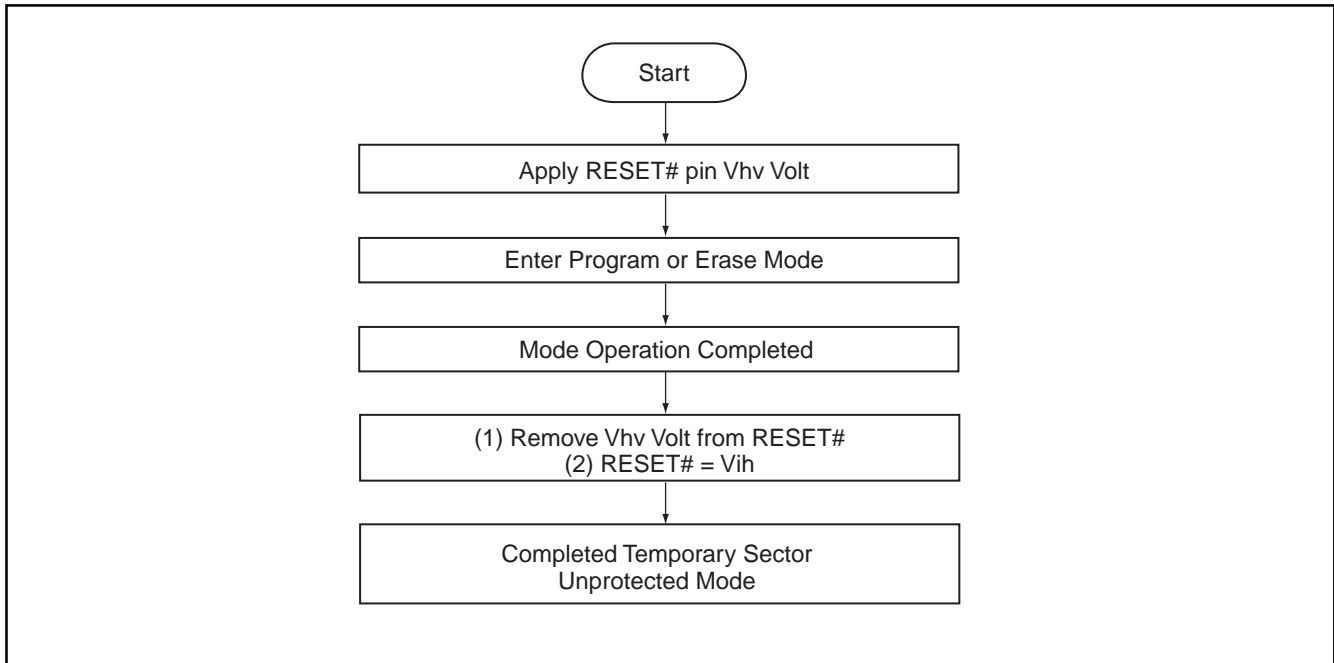 Start
Apply RESET# pin Vhv Volt
Enter Program or Erase Mode
Mode Operation Completed
(1) Remove Vhv Volt from RESET#
(2) RESET# = Vih
Completed Temporary Sector
Unprotected Mode